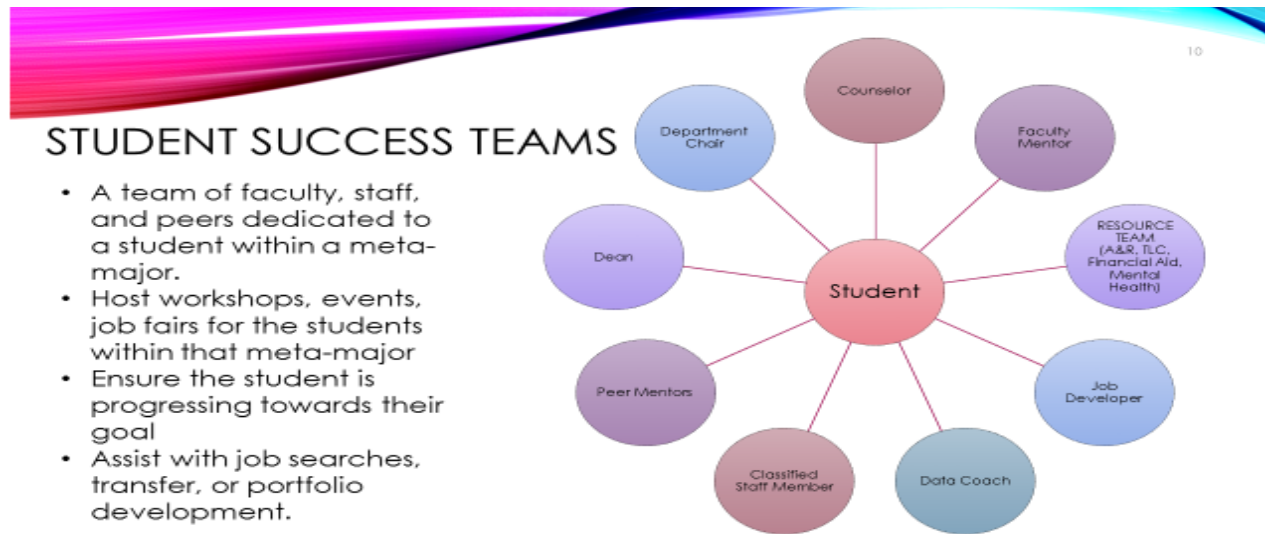 10
STUDENT SUCCESS TEAMS
• A team of faculty, staff,
and peers dedicated to
a student within a meta-
major.
• Host workshops, events,
job fairs for the students
within that meta-major
• Ensure the student is
progressing towards their
goal
• Assist with job searches,
transfer, or portfolio
development.
Counselor
Faculty
Mentor
RESOURCE
TEAM
(A&R, TLC,
Financial Aid,
Mental
Health)
Job
Developer
Data Coach
Classified
Staff Member
Peer Mentors
Dean
Department
Chair
Student